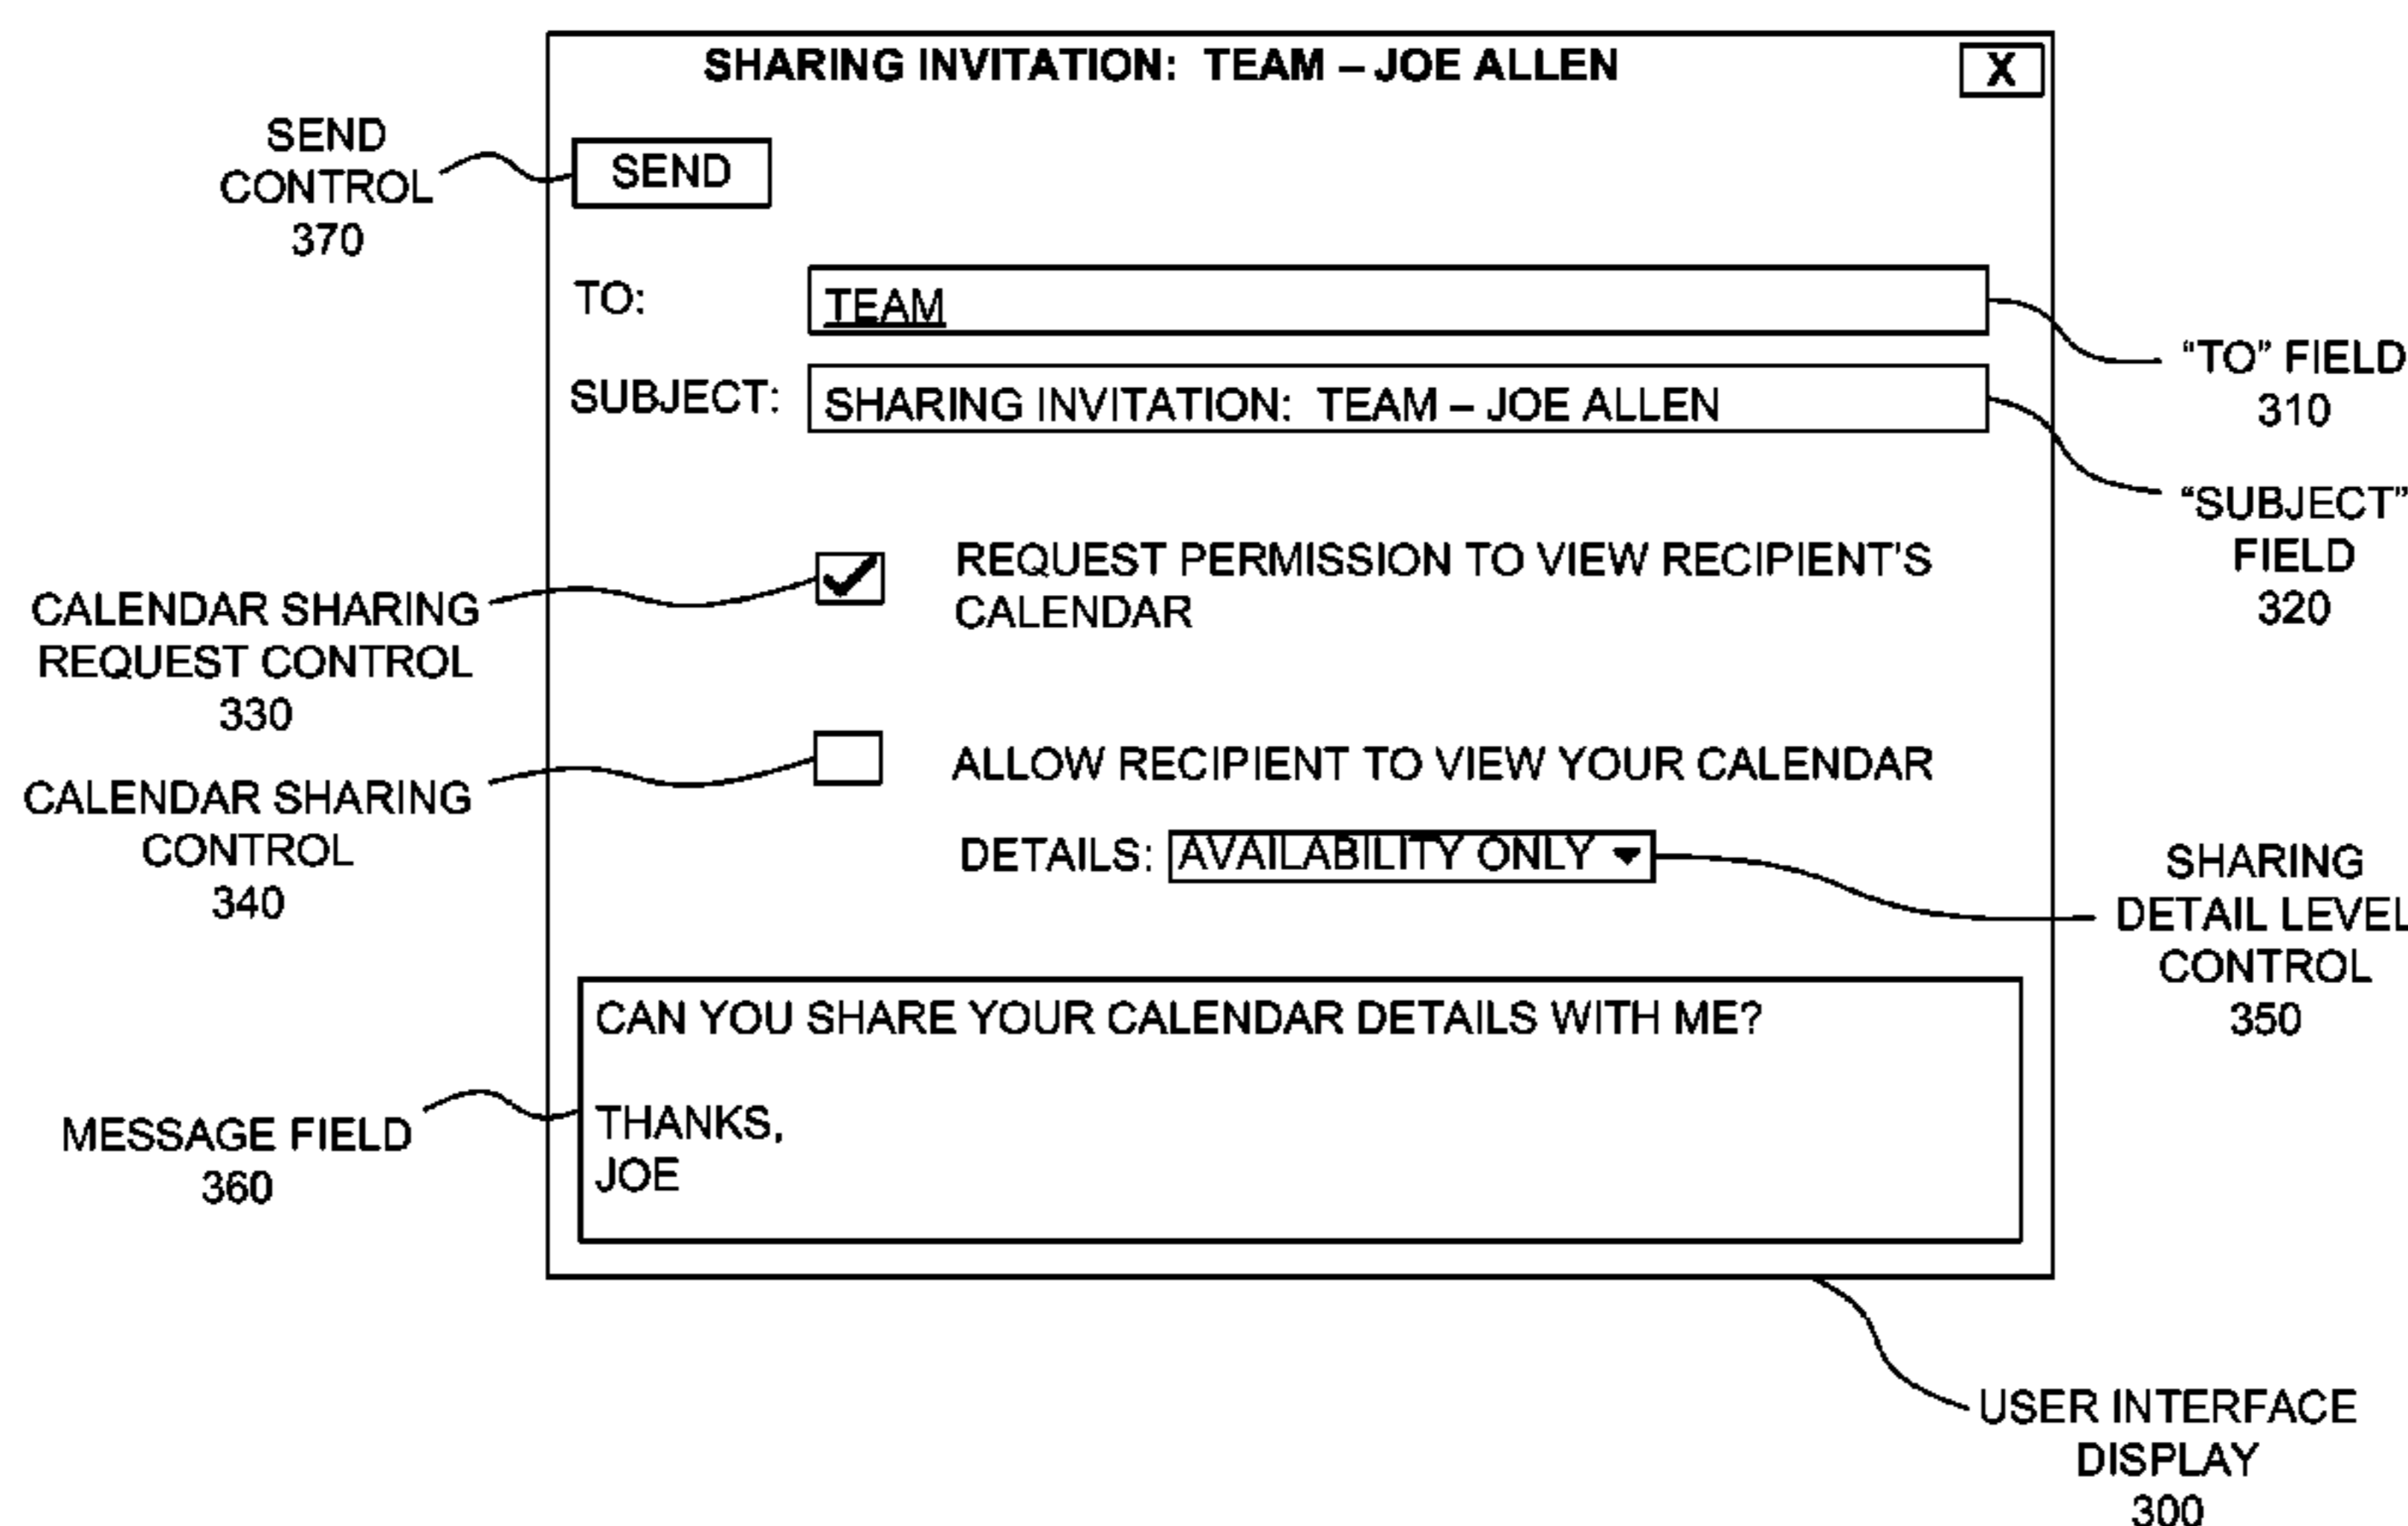 SHARING INVITATION: TEAM – JOE ALLEN
X
SEND
CONTROL
370
SEND
TO:
TEAM
"TO" FIELD
310
SUBJECT:
SHARING INVITATION: TEAM – JOE ALLEN
"SUBJECT"
FIELD
320
REQUEST PERMISSION TO VIEW RECIPIENT'S
CALENDAR
CALENDAR SHARING
REQUEST CONTROL
330
ALLOW RECIPIENT TO VIEW YOUR CALENDAR
CALENDAR SHARING
CONTROL
340
DETAILS:
AVAILABILITY ONLY
SHARING
DETAIL LEVEL
CONTROL
350
CAN YOU SHARE YOUR CALENDAR DETAILS WITH ME?
THANKS,
JOE
MESSAGE FIELD
360
USER INTERFACE
DISPLAY
300